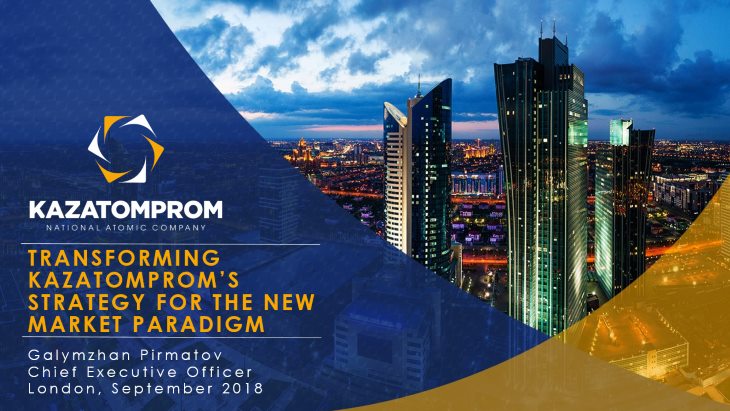 KAZATOMPROM
NATIONAL ATOMIC COMPANY
TRANSFORMING
KAZATOMPROM'S
STRATEGY FOR THE NEW
MARKET PARADIGM
Galymzhan Pirmatov
Chief Executive Officer
London, September 2018